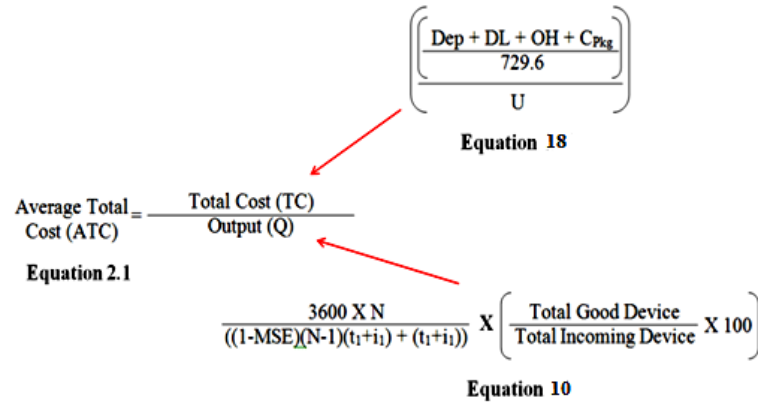 Dep + DL + OH + CPkg
729.6
U
Equation 18
Average Total Cost (ATC) = Total Cost (TC)
Output (Q)
Equation 2.1
3600 X N
((1-MSE)(N-1)(t1+i1) + (t1+i1))
X
Total Good Device
Total Incoming Device
X 100
Equation 10